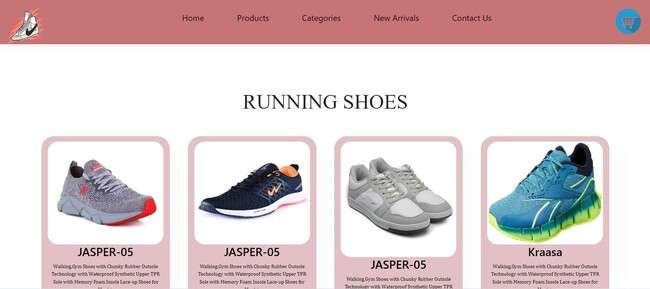 Home Products Categories New Arrivals Contact Us
RUNNING SHOES
JASPER-05
Walking,Gym Shoes with Chunky Rubber Outsole
Technology with Waterproof Synthetic Upper TPR
Sole with Memory Foam Insole Lace-up Shoes for
JASPER-05
Walking,Gym Shoes with Chunky Rubber Outsole
Technology with Waterproof Synthetic Upper TPR
Sole with Memory Foam Insole Lace-up Shoes for
JASPER-05
Walking,Gym Shoes with Chunky Rubber Outsole
Technology with Waterproof Synthetic Upper TPR
Kraasa
Walking,Gym Shoes with Chunky Rubber Outsole
Technology with Waterproof Synthetic Upper TPR
Sole with Memory Foam Insole Lace-up Shoes for